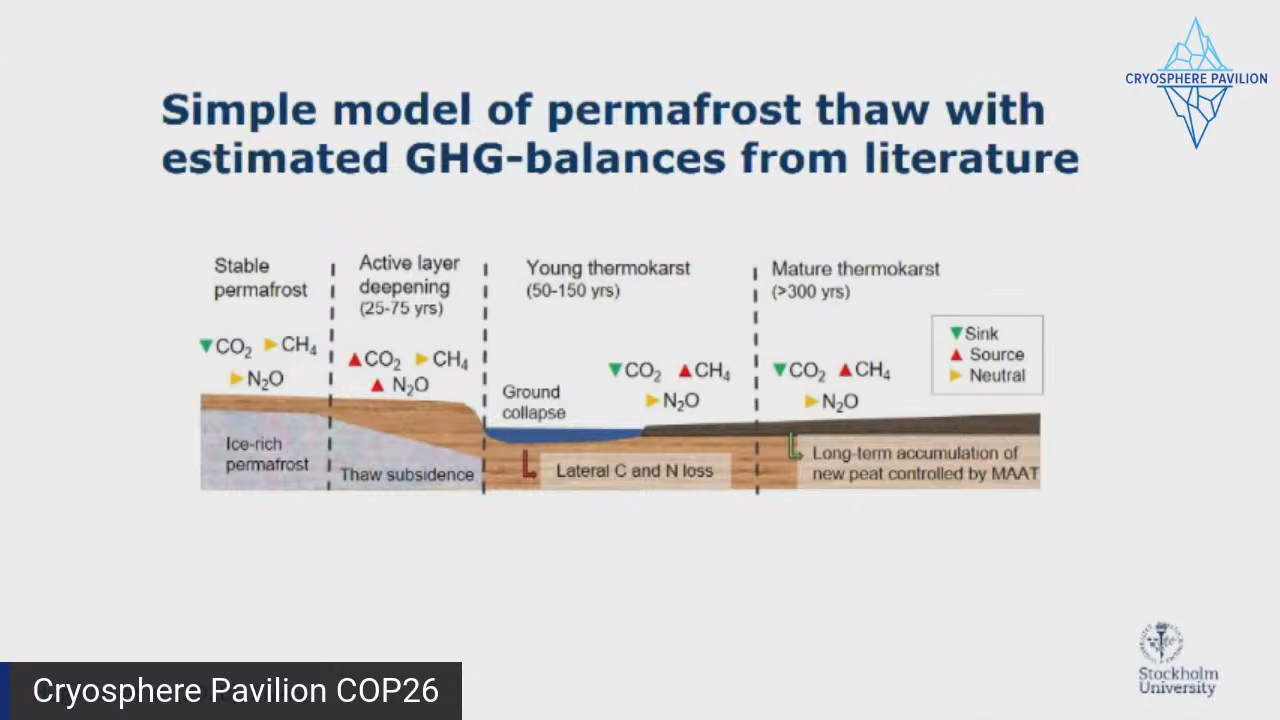 CRYOSPHERE PAVILION
Simple model of permafrost thaw with
estimated GHG-balances from literature
Stable
permafrost
Active layer
deepening
(25-75 yrs)
Young thermokarst
(50-150 yrs)
Mature thermokarst
(>300 yrs)
Sink
Source
Neutral
CO₂ CH₄
N₂O
CO₂ CH₄
N₂O
CO₂ CH₄
N₂O
CO₂ CH₄
N₂O
Ground
collapse
Ice-rich
permafrost
Thaw subsidence
Lateral C and N loss
Long-term accumulation of
new peat controlled by MAAT
Stockholm
University
Cryosphere Pavilion COP26